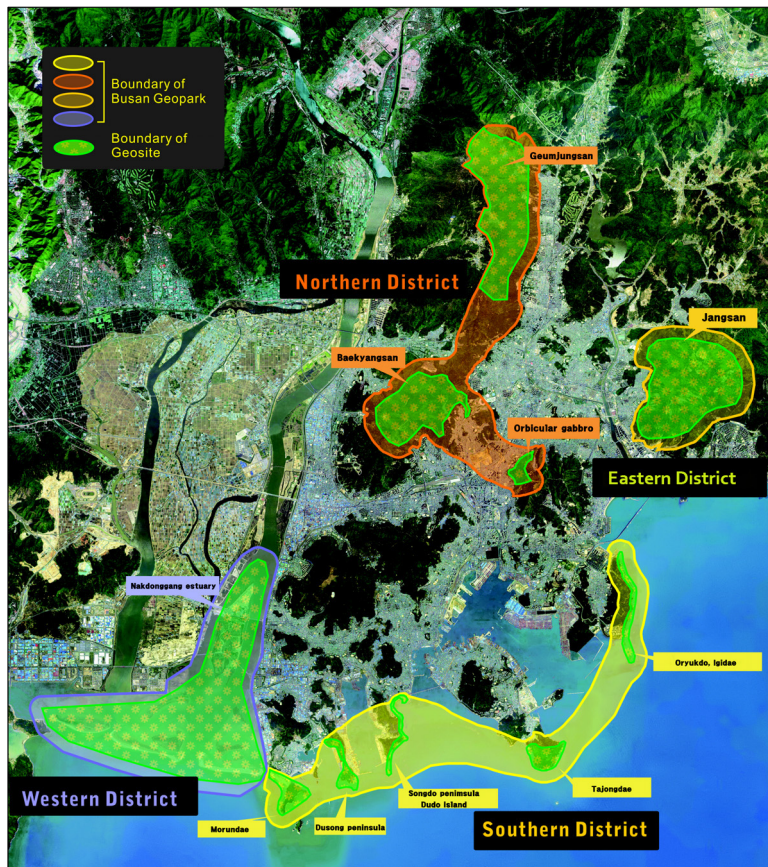 Boundary of
Busan Geopark
Boundary of
Geosite
Geumjungsan
Northern District
Jangsan
Baekyangsan
Orbicular gabbro
Eastern District
Nakdonggang estuary
Oryukdo, Igidae
Western District
Songdo penimsula
Dudo Island
Tajongdae
Morundae
Dusong peninsula
Southern District